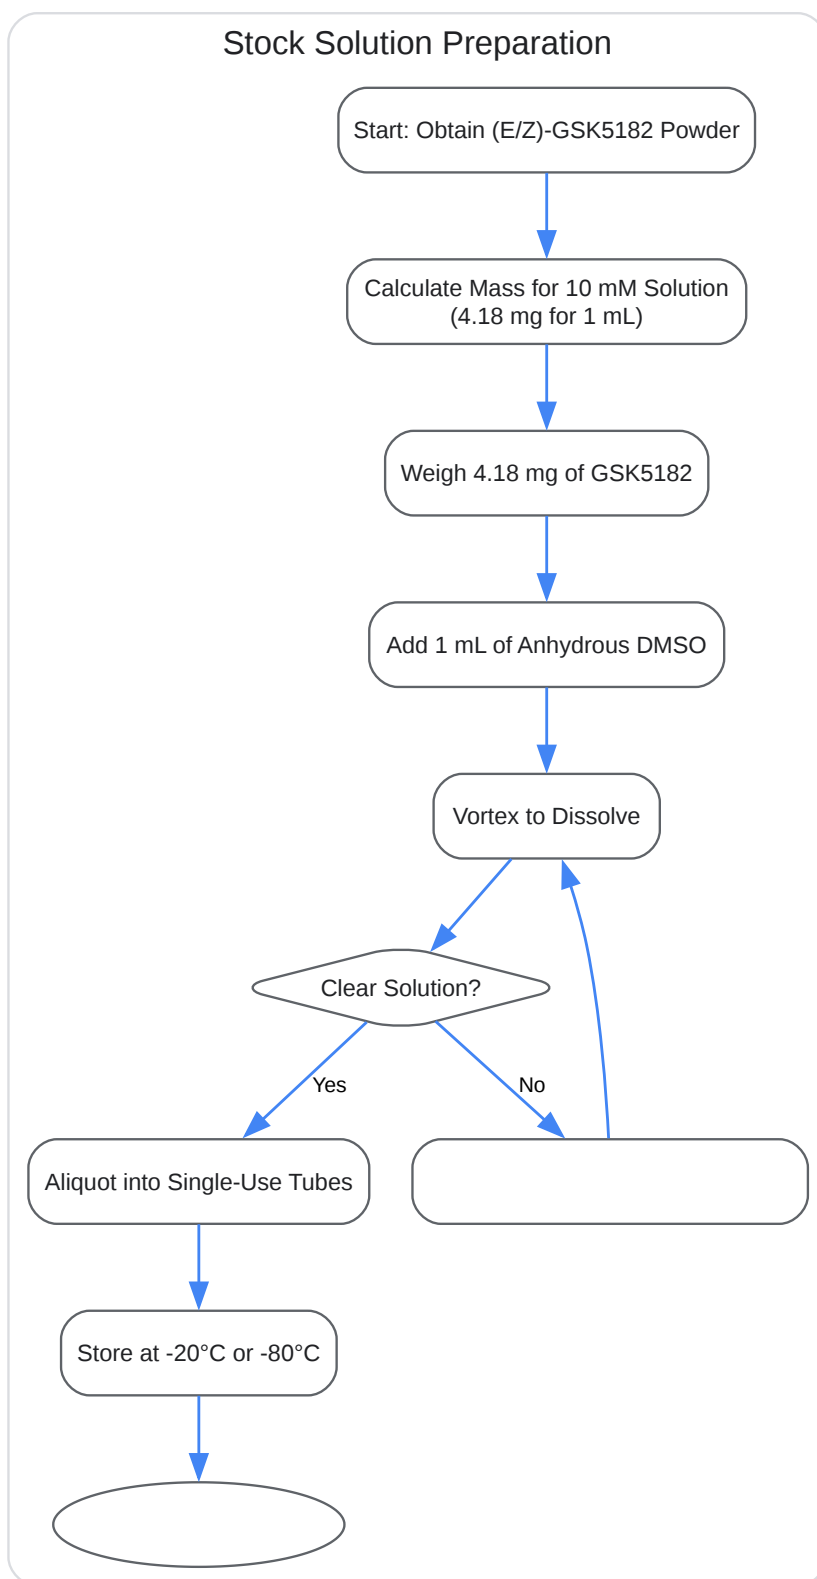 Stock Solution Preparation
Start: Obtain (E/Z)-GSK5182 Powder
Calculate Mass for 10 mM Solution
(4.18 mg for 1 mL)
Weigh 4.18 mg of GSK5182
Add 1 mL of Anhydrous DMSO
Vortex to Dissolve
Clear Solution?
Yes
No
Aliquot into Single-Use Tubes
Store at -20°C or -80°C